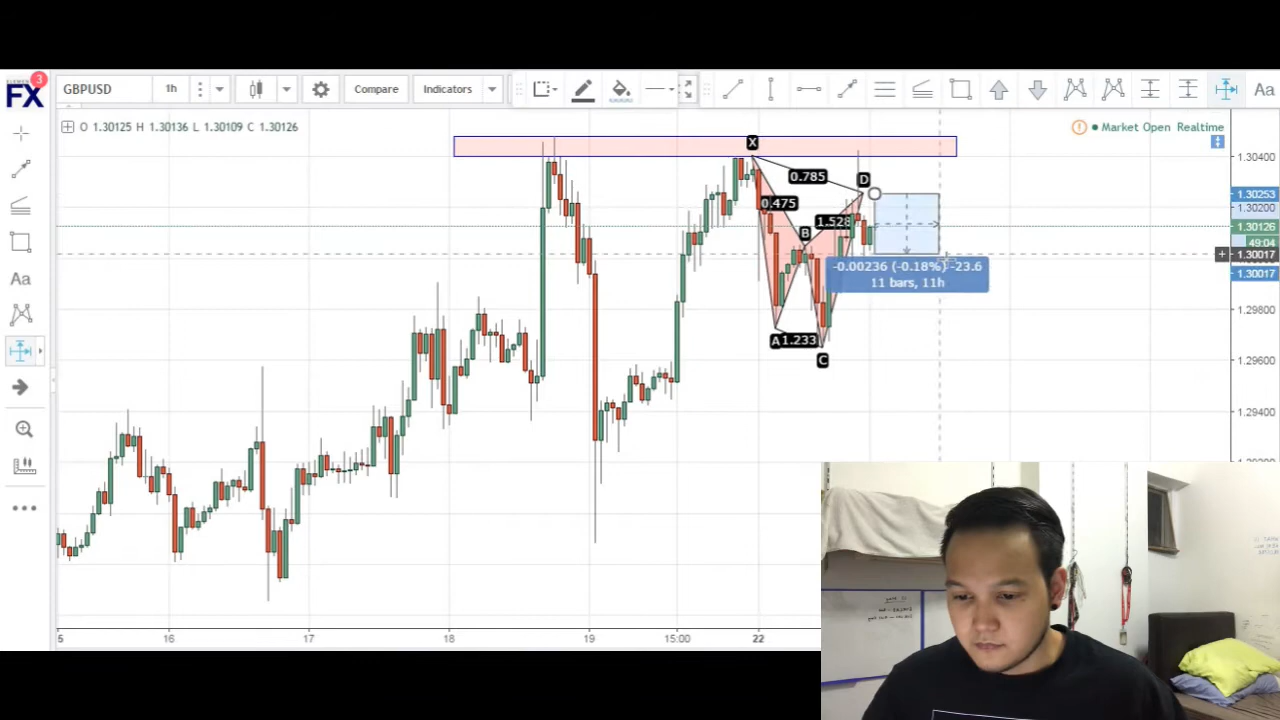 3
FX
GBPUSD
1h
Compare
Indicators
Aa
O 1.30125 H 1.30136 L 1.30109 C 1.30126
Market Open Realtime
X
0.785
D
0.475
1.528
B
A
1.233
C
-0.00236 (-0.18%) -23.6
11 bars, 11h
1.30400
1.30253
1.30200
1.30126
49:04
1.30017
1.30017
1.29800
1.29600
1.29400
Aa
5
16
17
18
19
15:00
22